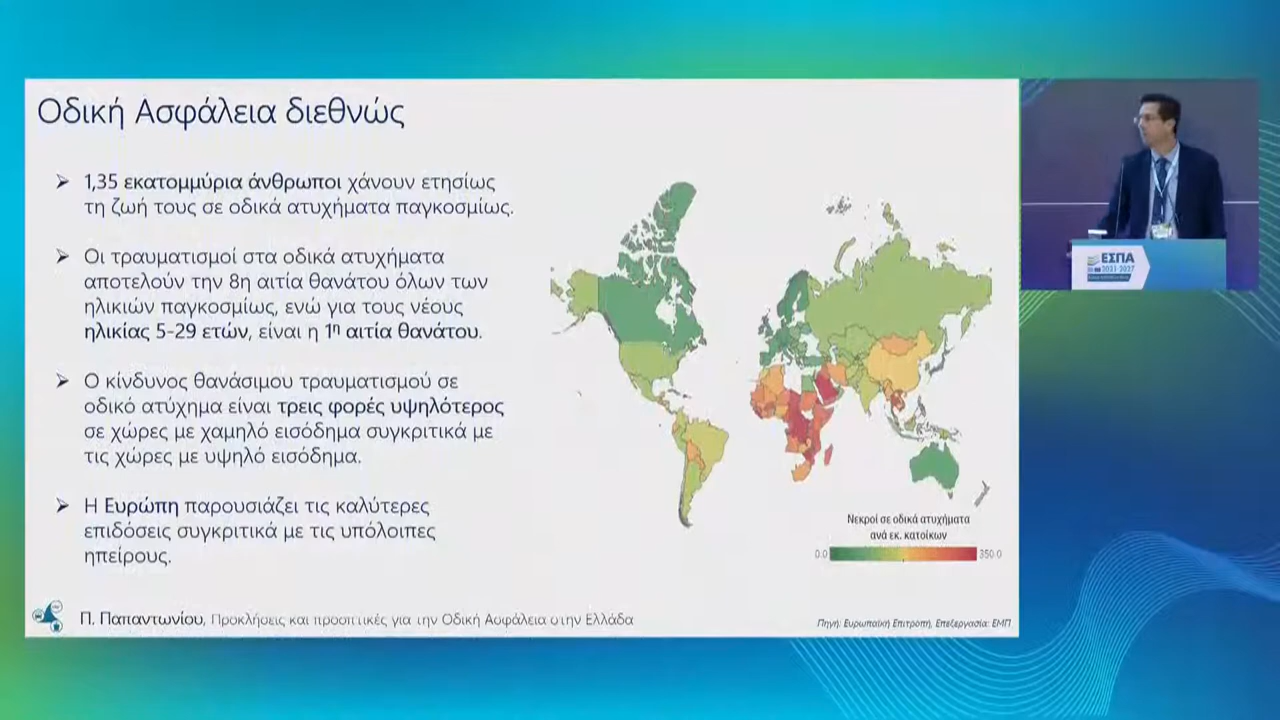 Οδική Ασφάλεια διεθνώς
➢ 1,35 εκατομμύρια άνθρωποι χάνουν ετησίως
τη ζωή τους σε οδικά ατυχήματα παγκοσμίως.
➢ Οι τραυματισμοί στα οδικά ατυχήματα
αποτελούν την 8η αιτία θανάτου όλων των
ηλικιών παγκοσμίως, ενώ για τους νέους
ηλικίας 5-29 ετών, είναι η 1η αιτία θανάτου.
➢ Ο κίνδυνος θανάσιμου τραυματισμού σε
οδικό ατύχημα είναι τρεις φορές υψηλότερος
σε χώρες με χαμηλό εισόδημα συγκριτικά με
τις χώρες με υψηλό εισόδημα.
➢ Η Ευρώπη παρουσιάζει τις καλύτερες
επιδόσεις συγκριτικά με τις υπόλοιπες
ηπείρους.
Νεκροί σε οδικά ατυχήματα
ανά εκ. κατοίκων
0.0 350.0
Π. Παπαντωνίου, Προκλήσεις και προοπτικές για την Οδική Ασφάλεια στην Ελλάδα
Πηγή: Ευρωπαϊκή Επιτροπή, Επεξεργασία: ΕΜΠ
ΕΣΠΑ
2021-2027